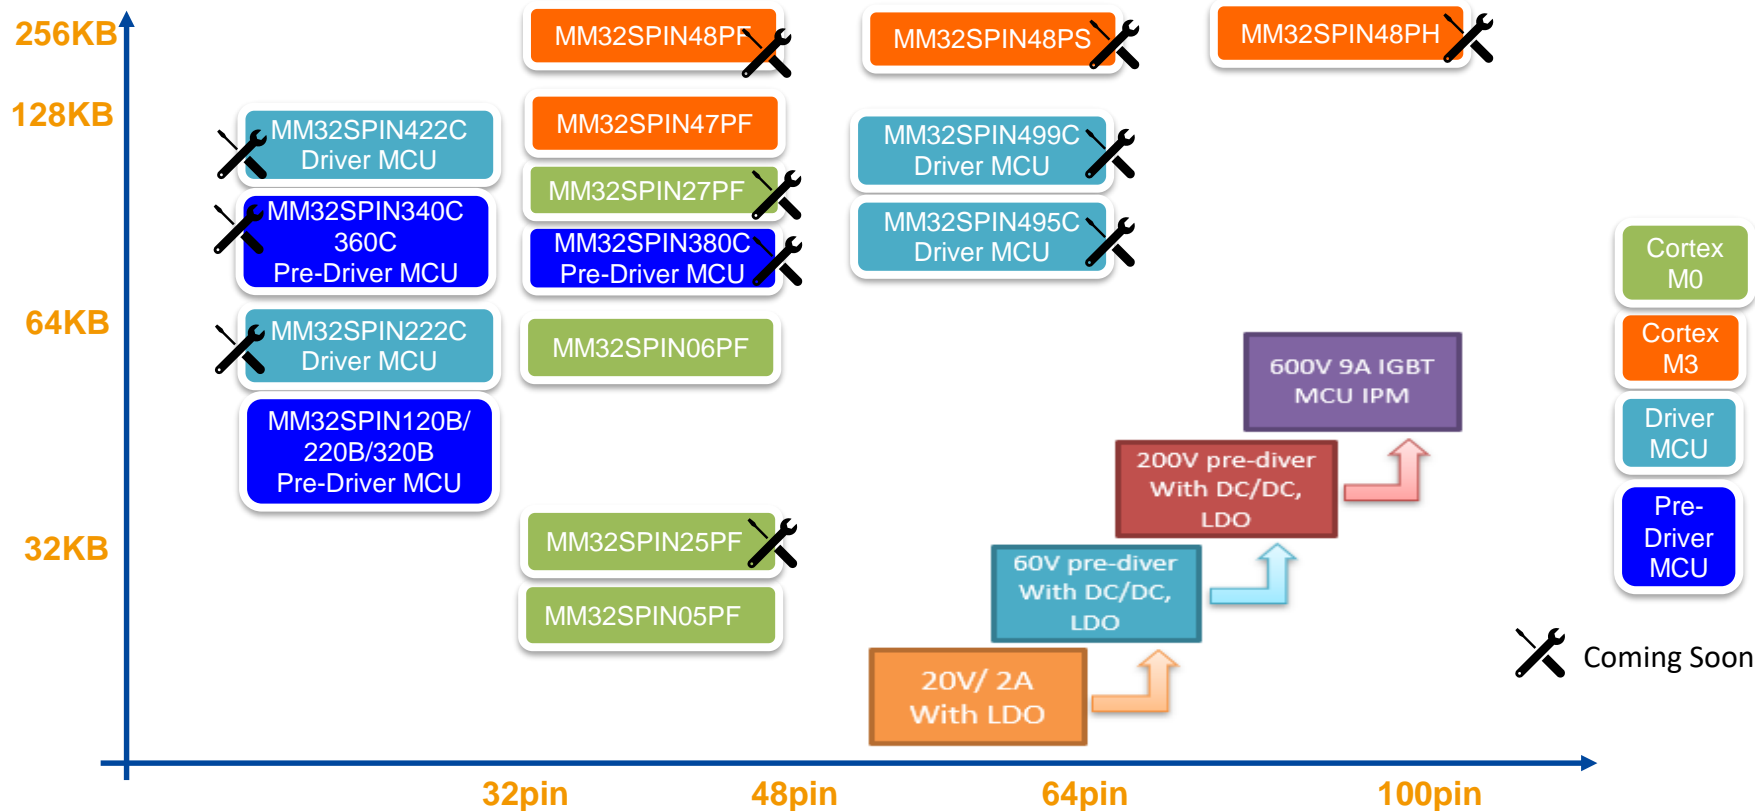 256KB
128KB
64KB
32KB
MM32SPIN48PF
MM32SPIN48PS
MM32SPIN48PH
MM32SPIN422C
Driver MCU
MM32SPIN47PF
MM32SPIN499C
Driver MCU
MM32SPIN27PF
MM32SPIN340C
360C
Pre-Driver MCU
MM32SPIN380C
Pre-Driver MCU
MM32SPIN495C
Driver MCU
MM32SPIN222C
Driver MCU
MM32SPIN06PF
MM32SPIN120B/
220B/320B
Pre-Driver MCU
MM32SPIN25PF
MM32SPIN05PF
600V 9A IGBT
MCU IPM
200V pre-diver
With DC/DC,
LDO
60V pre-diver
With DC/DC,
LDO
20V/ 2A
With LDO
Cortex
M0
Cortex
M3
Driver
MCU
Pre-
Driver
MCU
Coming Soon
32pin
48pin
64pin
100pin